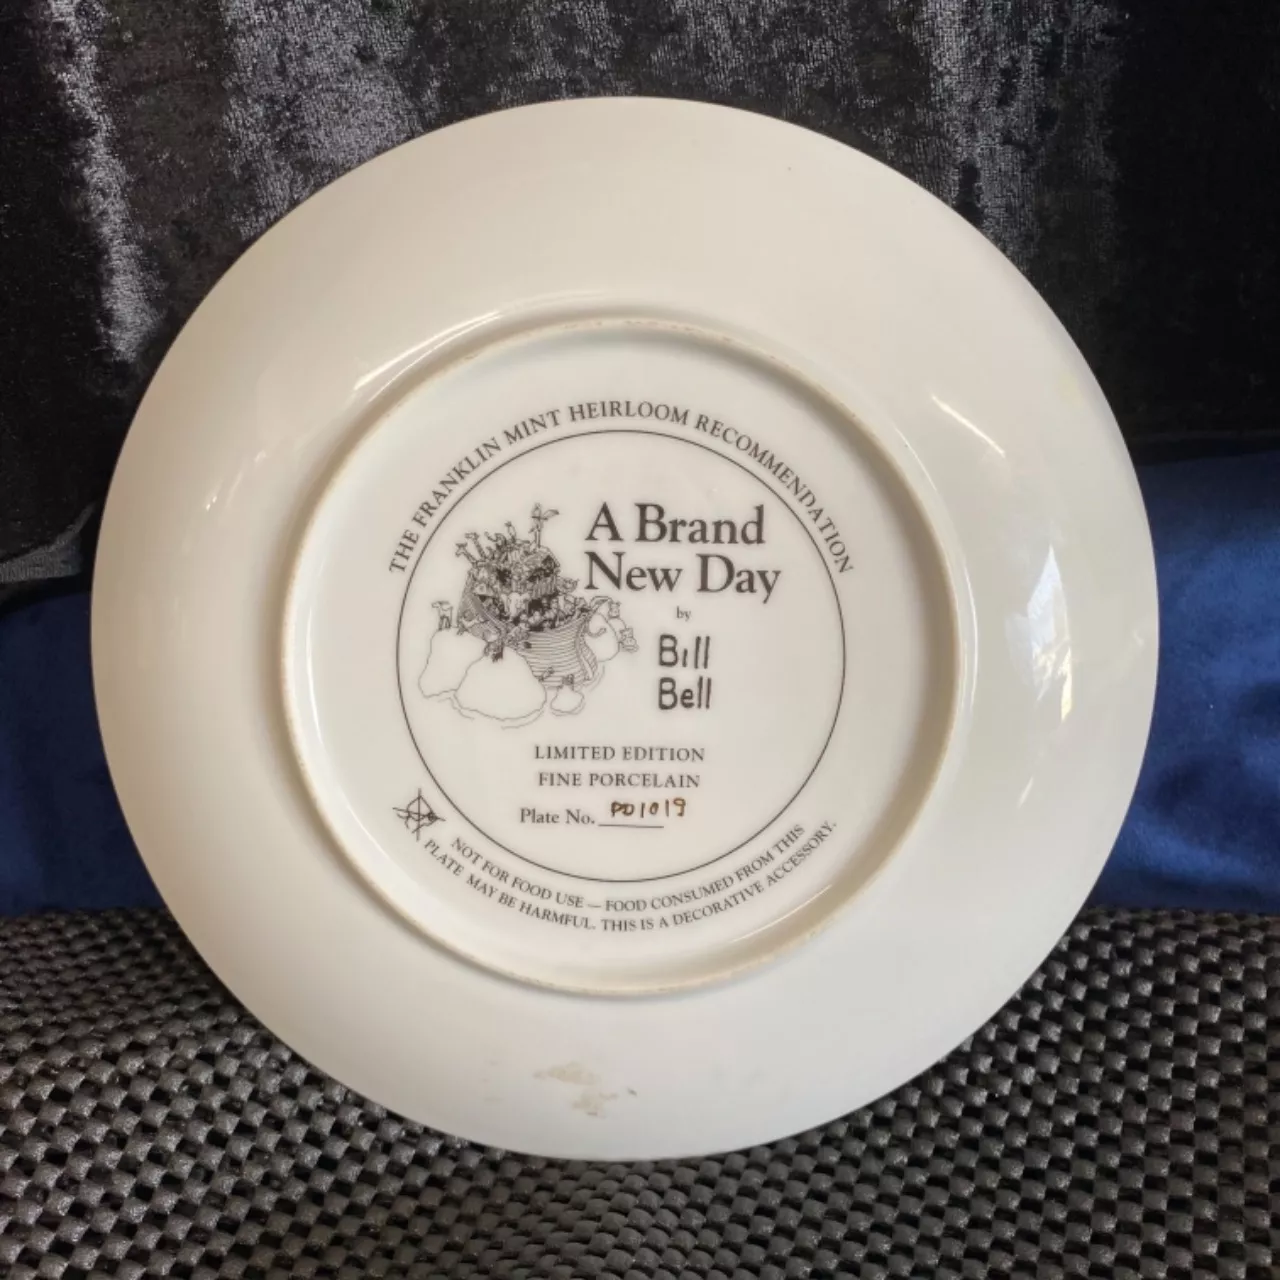 THE FRANKLIN MINT HEIRLOOM RECOMMENDATION
A Brand
New Day
by
Bill
Bell
LIMITED EDITION
FINE PORCELAIN
Plate No. PD1019
NOT FOR FOOD USE — FOOD CONSUMED FROM THIS
PLATE MAY BE HARMFUL. THIS IS A DECORATIVE ACCESSORY.